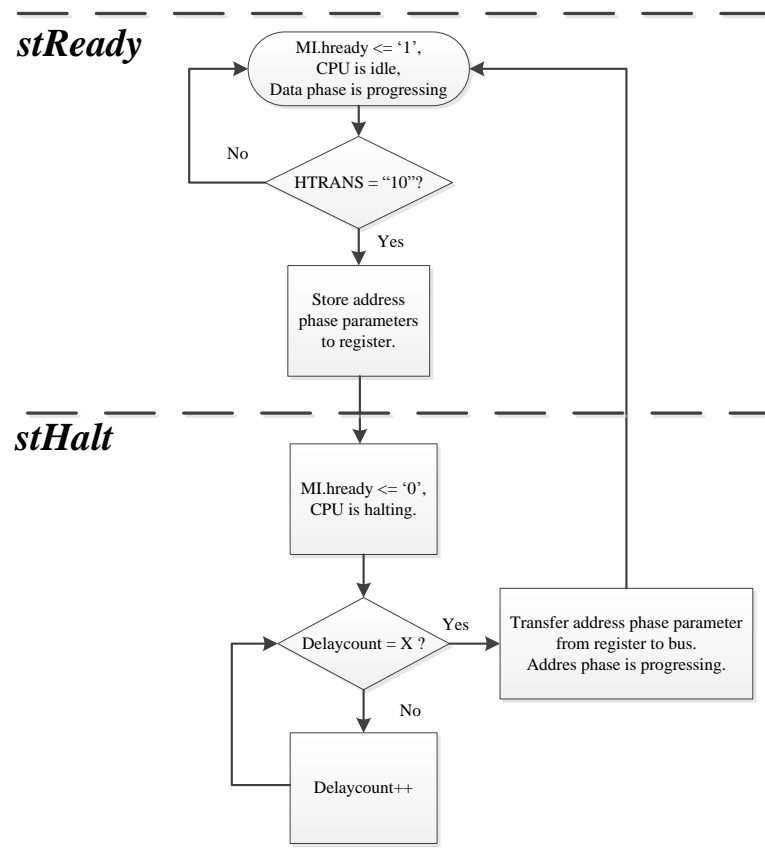 stReady
MI.hready <= ‘1’,
CPU is idle,
Data phase is progressing
No
HTRANS = “10”?
Yes
Store address
phase parameters
to register.
stHalt
MI.hready <= ‘0’,
CPU is halting.
Delaycount = X ?
Yes
Transfer address phase parameter
from register to bus.
Addres phase is progressing.
No
Delaycount++